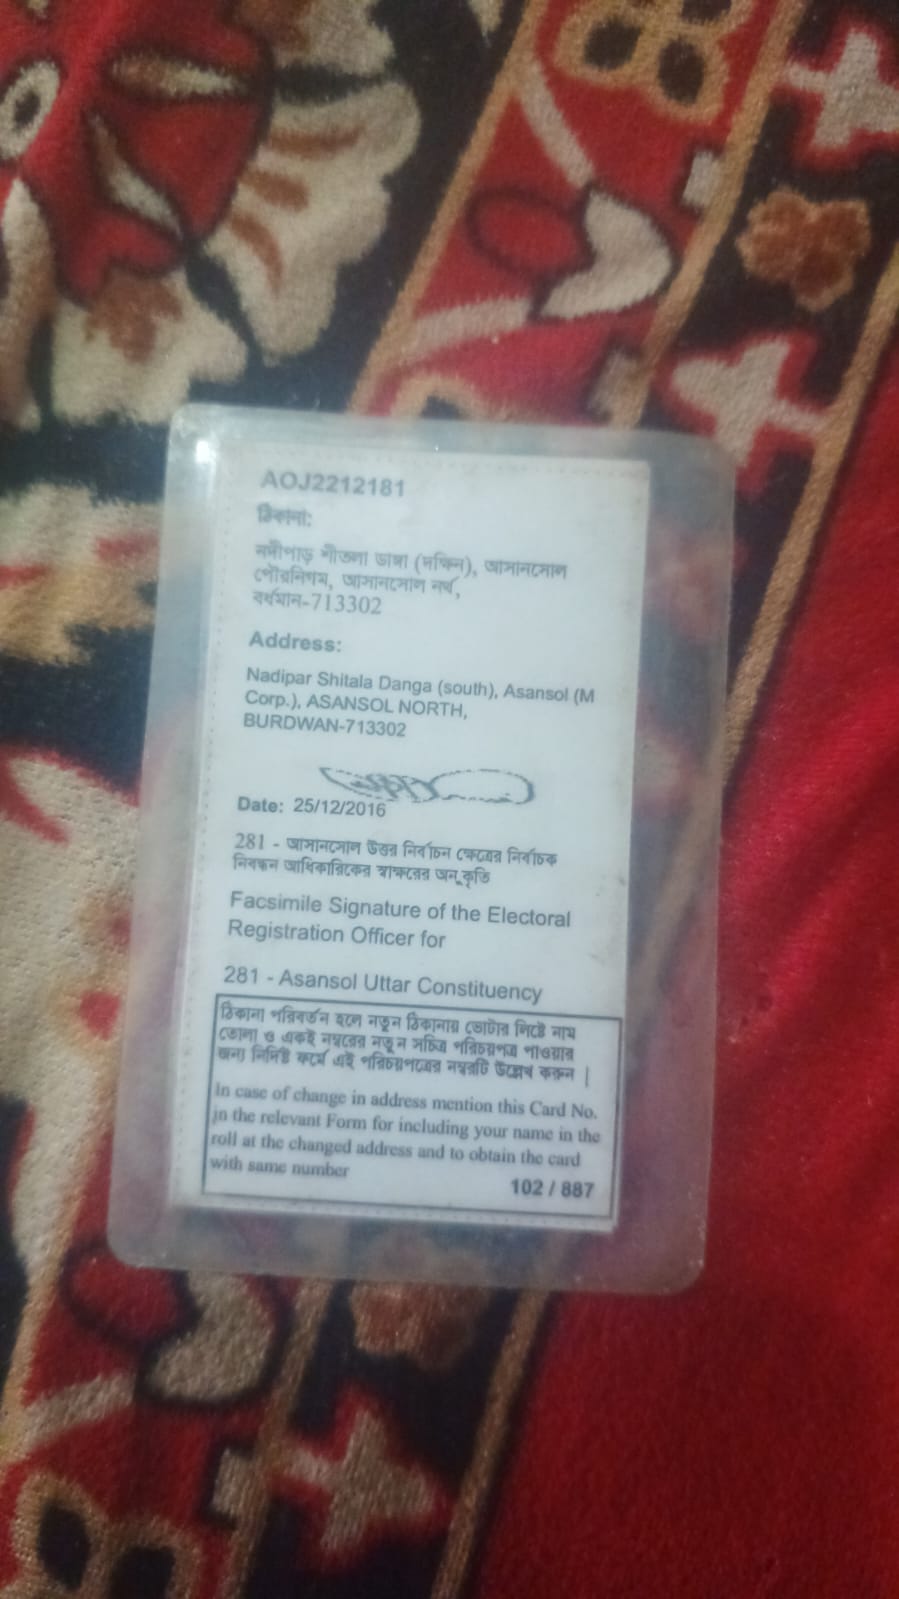 AOJ2212181
ঠিকানা:
নদীপাড় শীতলা ডাঙ্গা (দক্ষিন), আসানসোল
পৌরনিগম, আসানসোল নর্থ,
বর্ধমান-713302
Address:
Nadipar Shitala Danga (south), Asansol (M
Corp.), ASANSOL NORTH,
BURDWAN-713302
Date: 25/12/2016
281 - আসানসোল উত্তর নির্বাচন ক্ষেত্রের নির্বাচক
নিবন্ধন আধিকারিকের স্বাক্ষরের অনুকৃতি
Facsimile Signature of the Electoral
Registration Officer for
281 - Asansol Uttar Constituency
ঠিকানা পরিবর্তন হলে নতুন ঠিকানায় ভোটার লিষ্টে নাম
তোলা ও একই নম্বরের নতুন সচিত্র পরিচয়পত্র পাওয়ার
জন্য নির্দিষ্ট ফর্মে এই পরিচয়পত্রের নম্বরটি উল্লেখ করুন |
In case of change in address mention this Card No.
in the relevant Form for including your name in the
roll at the changed address and to obtain the card
with same number
102 / 887